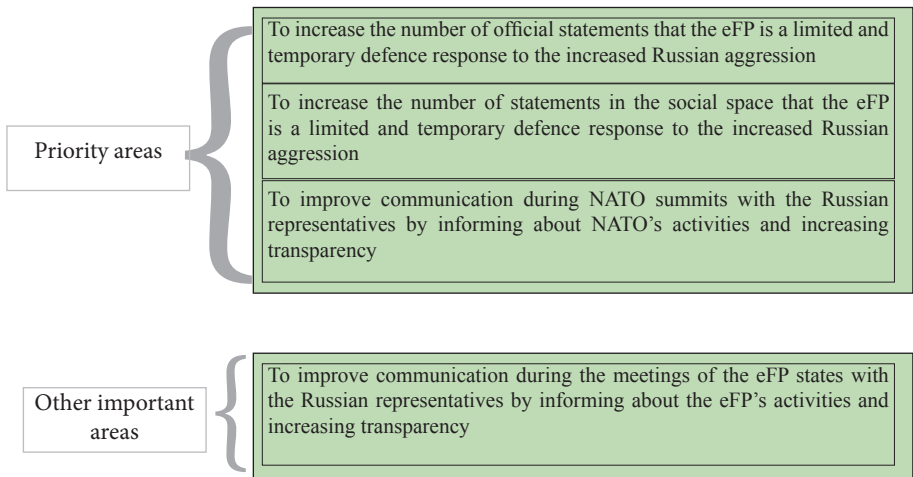 Priority areas
To increase the number of official statements that the eFP is a limited and
temporary defence response to the increased Russian aggression
To increase the number of statements in the social space that the eFP
is a limited and temporary defence response to the increased Russian
aggression
To improve communication during NATO summits with the Russian
representatives by informing about NATO’s activities and increasing
transparency
Other important
areas
To improve communication during the meetings of the eFP states with
the Russian representatives by informing about the eFP’s activities and
increasing transparency